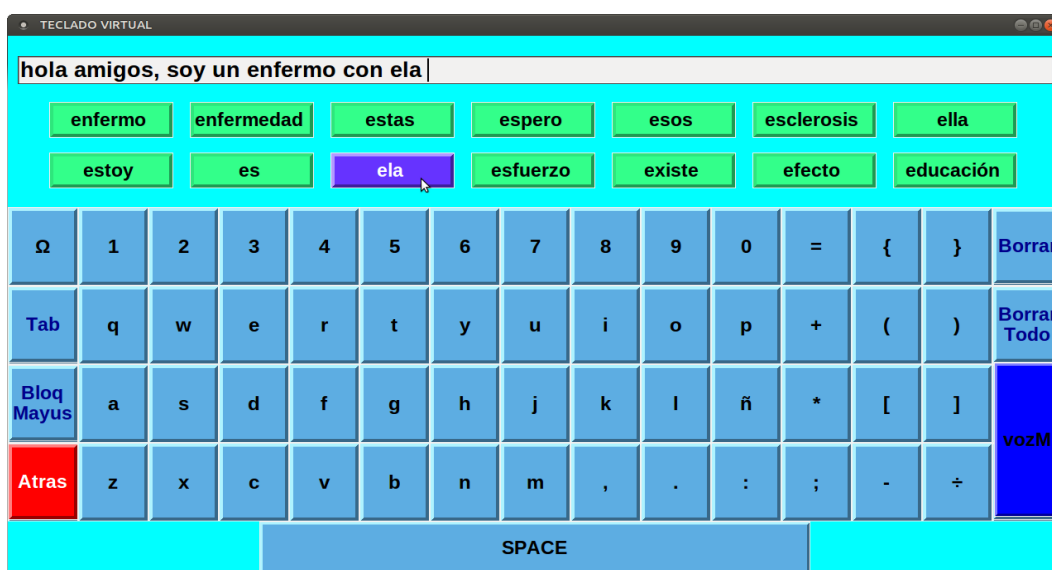 TECLADO VIRTUAL
hola amigos, soy un enfermo con ela
enfermo enfermedad estas espero esos esclerosis ella
estoy es ela esfuerzo existe efecto educación
Ω 1 2 3 4 5 6 7 8 9 0 = { } Borrar
Tab q w e r t y u i o p + ( ) Borrar Todo
Bloq Mayus a s d f g h j k l ñ * [ ]
vozM
Atras z x c v b n m , . : ; - ÷
SPACE